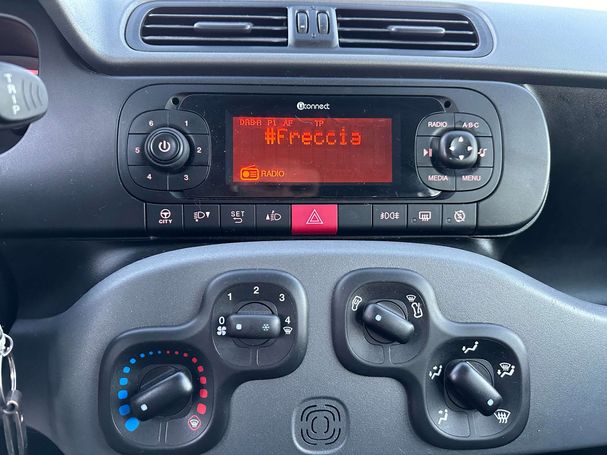 TRIP
uconnect
6 1
5 2
4 3
DAB-A P1 AF TP
#Freccia
RADIO
RADIO A-B-C
MEDIA MENU
CITY
SET
1 2 3
0 4